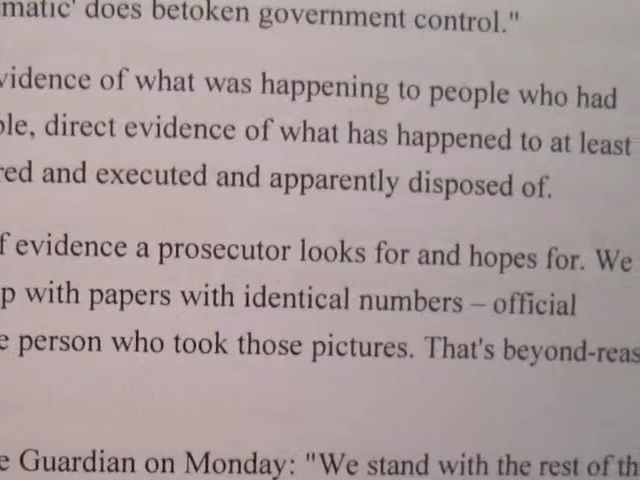 matic' does betoken government control."
vidence of what was happening to people who had
ble, direct evidence of what has happened to at least
red and executed and apparently disposed of.
f evidence a prosecutor looks for and hopes for. We
p with papers with identical numbers – official
e person who took those pictures. That's beyond-reas
e Guardian on Monday: "We stand with the rest of th